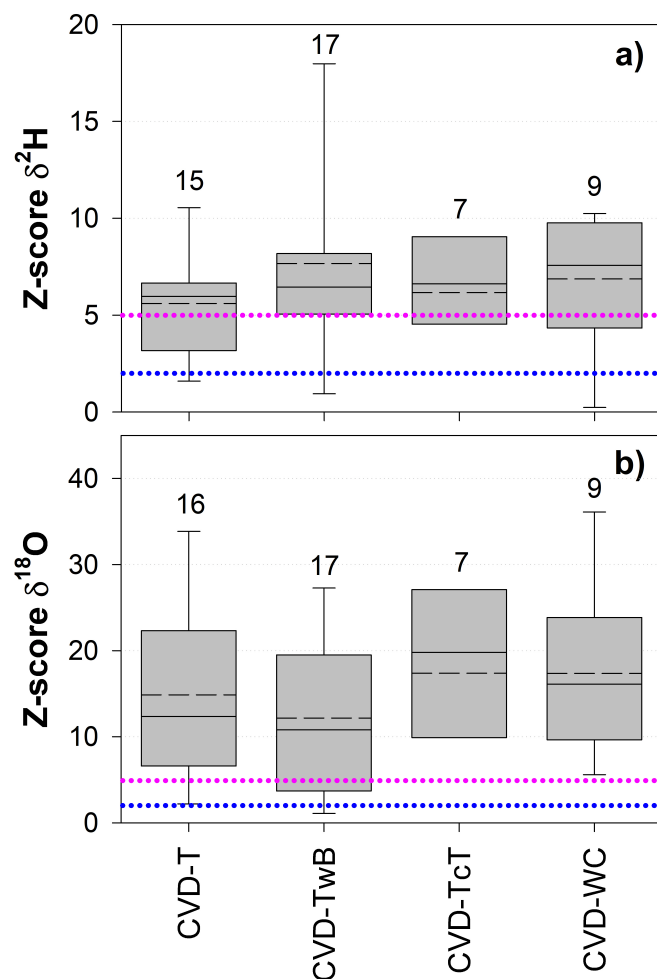 a)
Z-score δ²H
20
15
10
5
0
15
17
7
9
b)
Z-score δ¹⁸O
40
30
20
10
0
16
17
7
9
CVD-T
CVD-TwB
CVD-TcT
CVD-WC